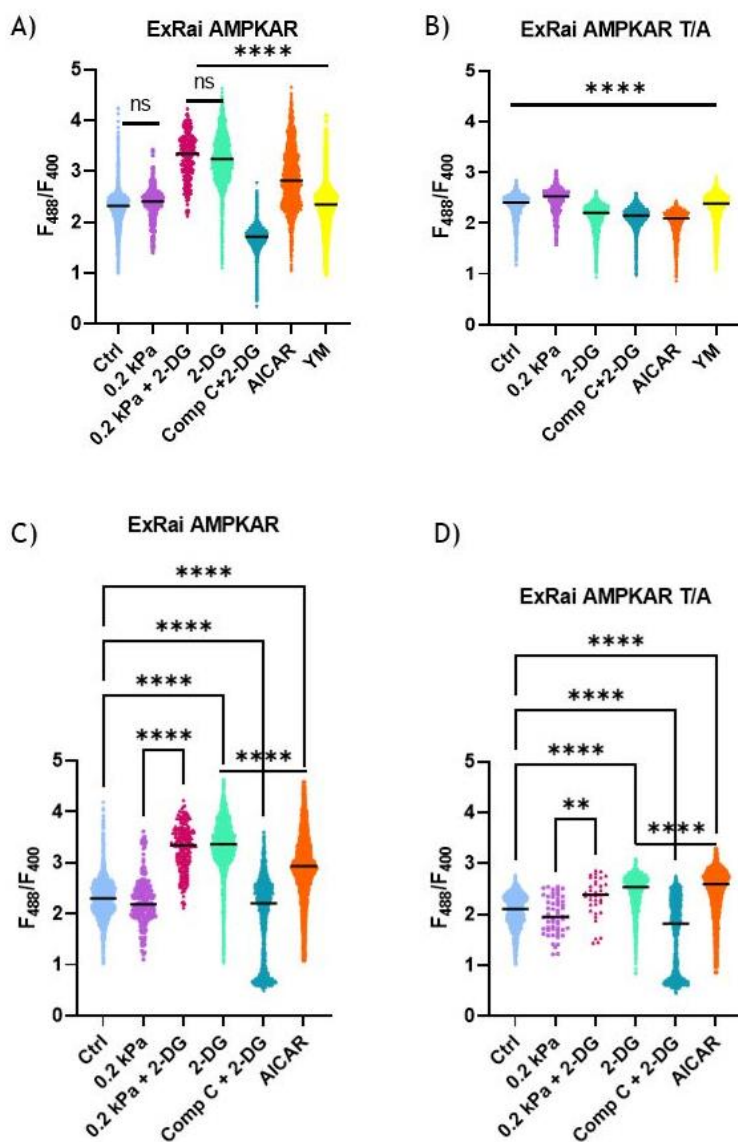 A)
ExRai AMPKAR
****
ns
ns
5
4
3
2
1
0
F488/F400
Ctrl
0.2 kPa
0.2 kPa + 2-DG
2-DG
Comp C+2-DG
AICAR
YM
B)
ExRai AMPKAR T/A
****
5
4
3
2
1
0
F488/F400
Ctrl
0.2 kPa
2-DG
Comp C+2-DG
AICAR
YM
C)
ExRai AMPKAR
****
****
****
****
****
5
4
3
2
1
0
F488/F400
Ctrl
0.2 kPa
0.2 kPa + 2-DG
2-DG
Comp C + 2-DG
AICAR
D)
ExRai AMPKAR T/A
****
****
****
**
****
5
4
3
2
1
0
F488/F400
Ctrl
0.2 kPa
0.2 kPa + 2-DG
2-DG
Comp C + 2-DG
AICAR